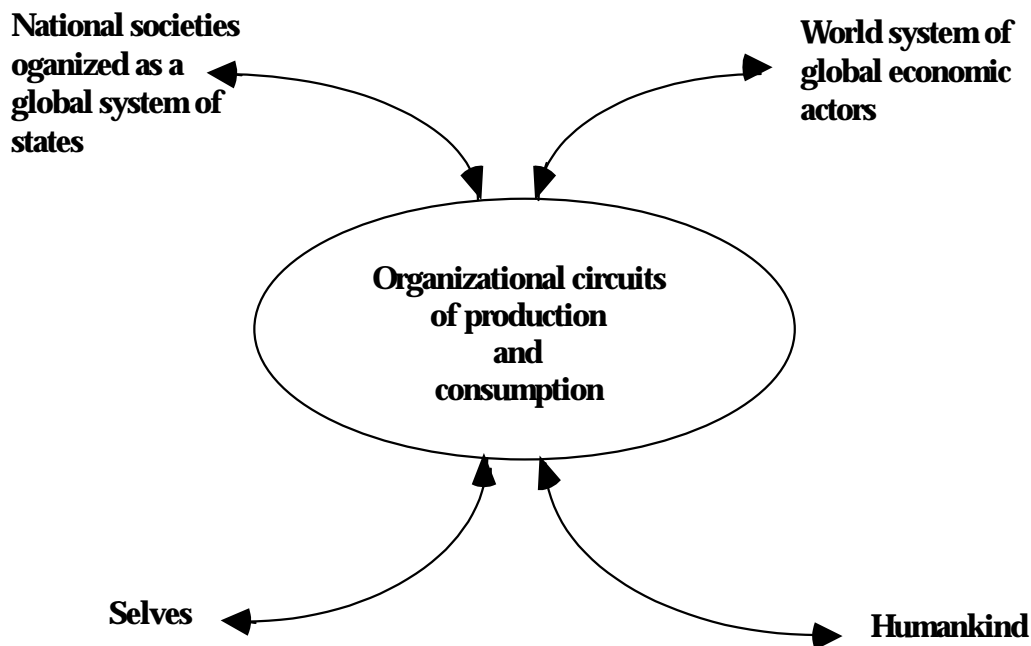 National societies
oganized as a
global system of
states
World system of
global economic
actors
Organizational circuits
of production
and
consumption
Selves
Humankind